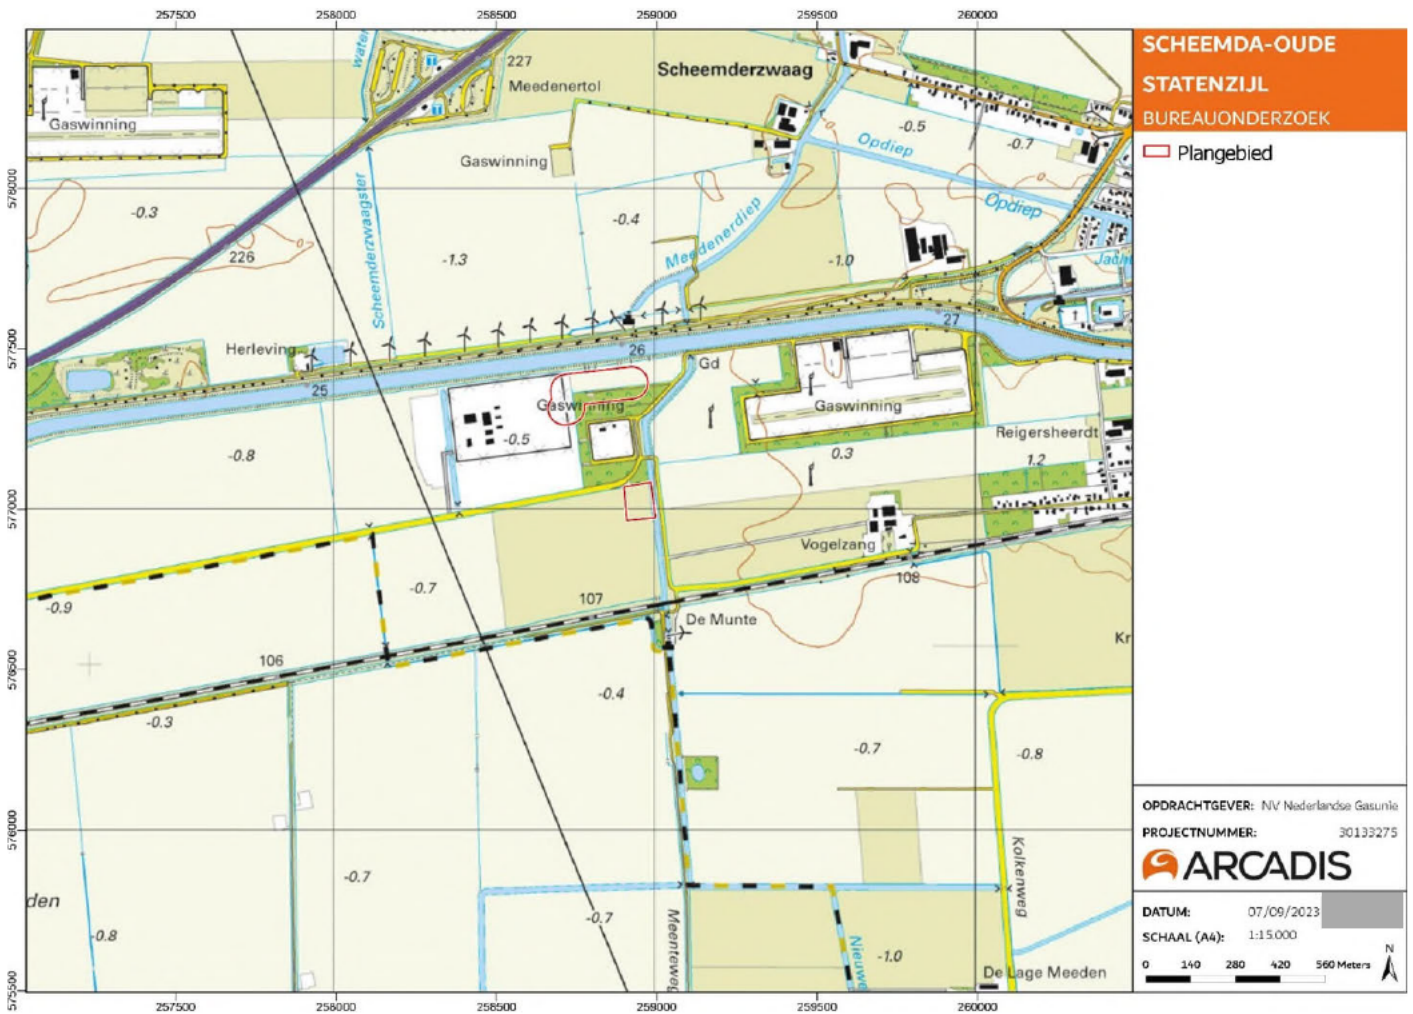 257500 258000 258500 259000 259500 260000
SCHEEMDA-OUDE
STATENZIJL
BUREAUONDERZOEK
Plangebied
227
Meedenertol
Scheemderzwaag
Gaswinning
Gaswinning
-0.5
-0.7
Opdiep
Opdiep
578000
-0.3
-0.4
Scheemderzwaagster
Meedenerdiep
226
-1.3
-1.0
Jach
577500
Herleving
25
26
27
Gd
Gaswinning
Gaswinning
-0.5
-0.8
0.3
Reigersheerdt
1.2
577000
Vogelzang
-0.7
-0.9
107
108
De Munte
Kr
576500
106
-0.3
-0.4
-0.7
-0.8
576000
Kolkenweg
-0.7
den
-0.7
-0.8
Meenteweg
Nieuwe
-1.0
De Lage Meeden
575500
257500 258000 258500 259000 259500 260000
OPDRACHTGEVER: NV Nederlandse Gasunie
PROJECTNUMMER: 30133275
ARCADIS
DATUM: 07/09/2023
SCHAAL (A4): 1:15.000
N
0 140 280 420 560 Meters